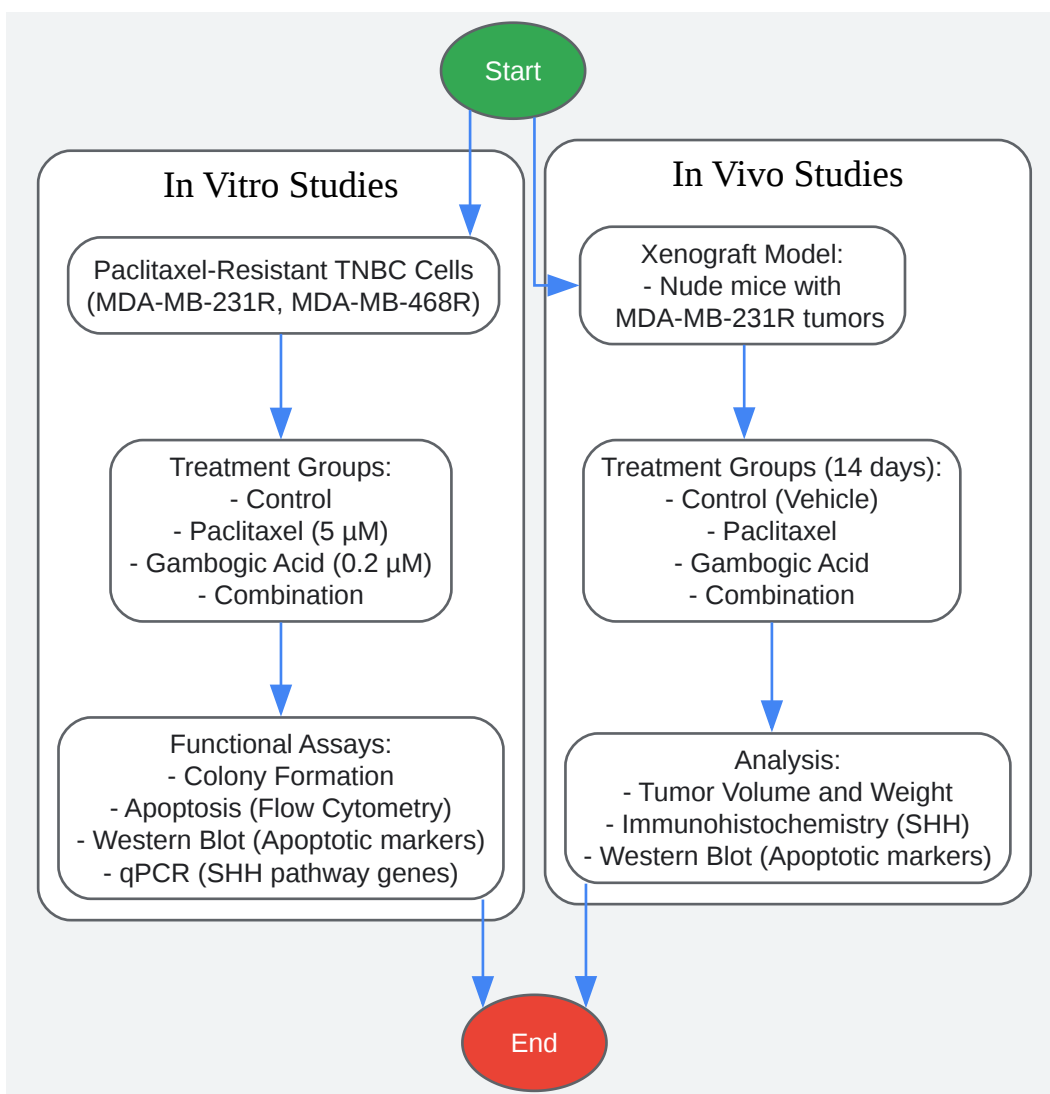 Start
In Vitro Studies
Paclitaxel-Resistant TNBC Cells
(MDA-MB-231R, MDA-MB-468R)
Treatment Groups:
- Control
- Paclitaxel (5 µM)
- Gambogic Acid (0.2 µM)
- Combination
Functional Assays:
- Colony Formation
- Apoptosis (Flow Cytometry)
- Western Blot (Apoptotic markers)
- qPCR (SHH pathway genes)
In Vivo Studies
Xenograft Model:
- Nude mice with
MDA-MB-231R tumors
Treatment Groups (14 days):
- Control (Vehicle)
- Paclitaxel
- Gambogic Acid
- Combination
Analysis:
- Tumor Volume and Weight
- Immunohistochemistry (SHH)
- Western Blot (Apoptotic markers)
End